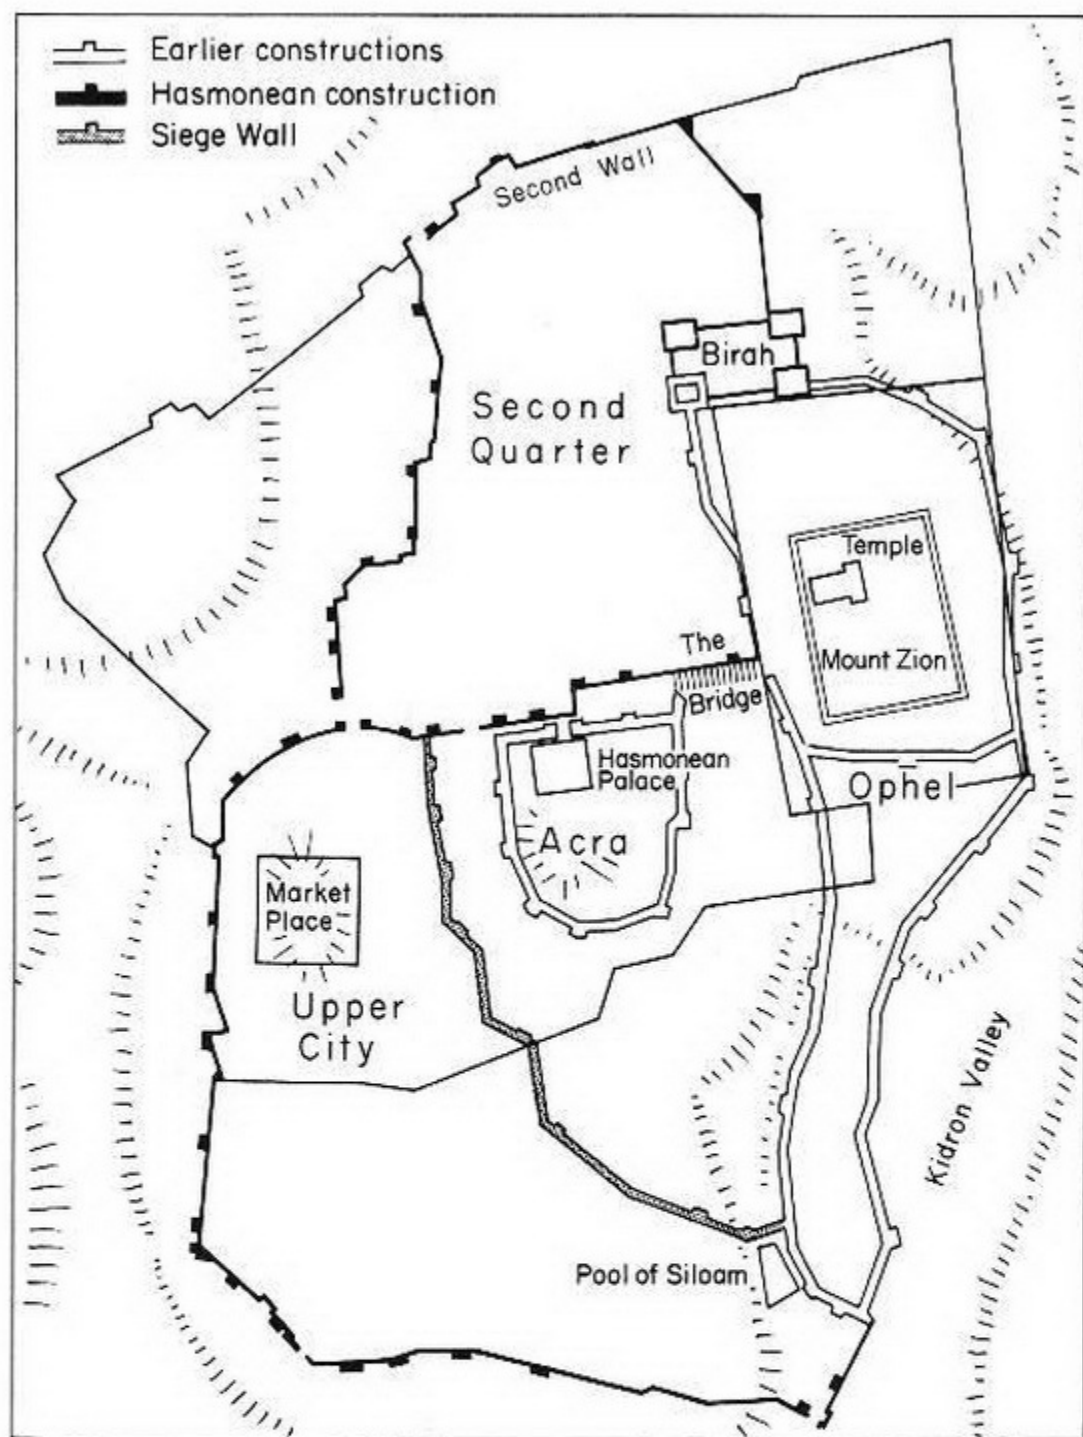 Earlier constructions
Hasmonean construction
Siege Wall
Second Wall
Birah
Second
Quarter
Temple
Mount Zion
The
Bridge
Hasmonean
Palace
Ophel
Acra
Market
Place
Upper
City
Kidron Valley
Pool of Siloam